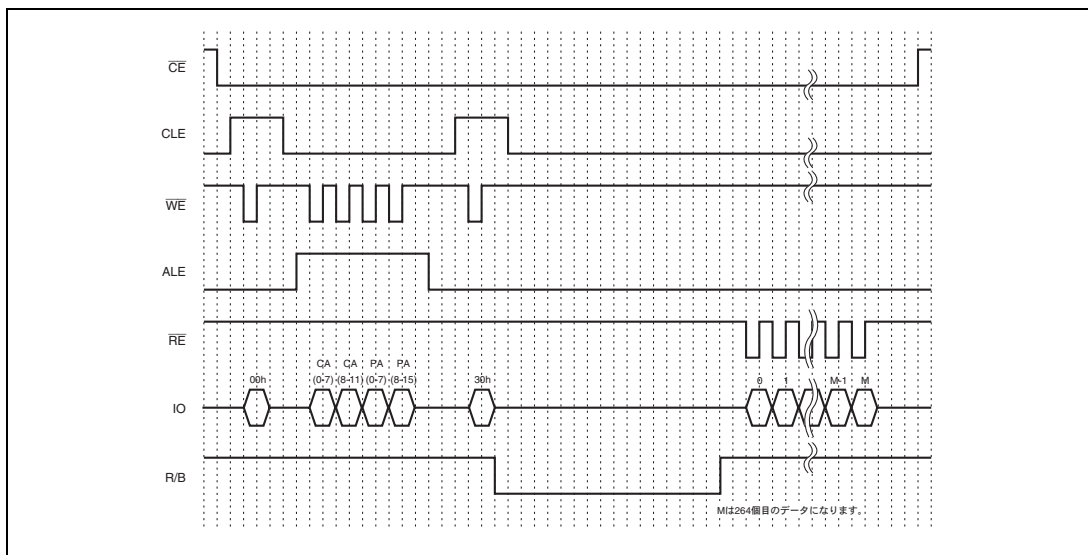 CE
CLE
WE
ALE
RE
CA CA PA PA
00h (0-7) (8-11) (0-7) (8-15) 30h 0 1 M-1 M
IO
R/B
Mは264個目のデータになります。